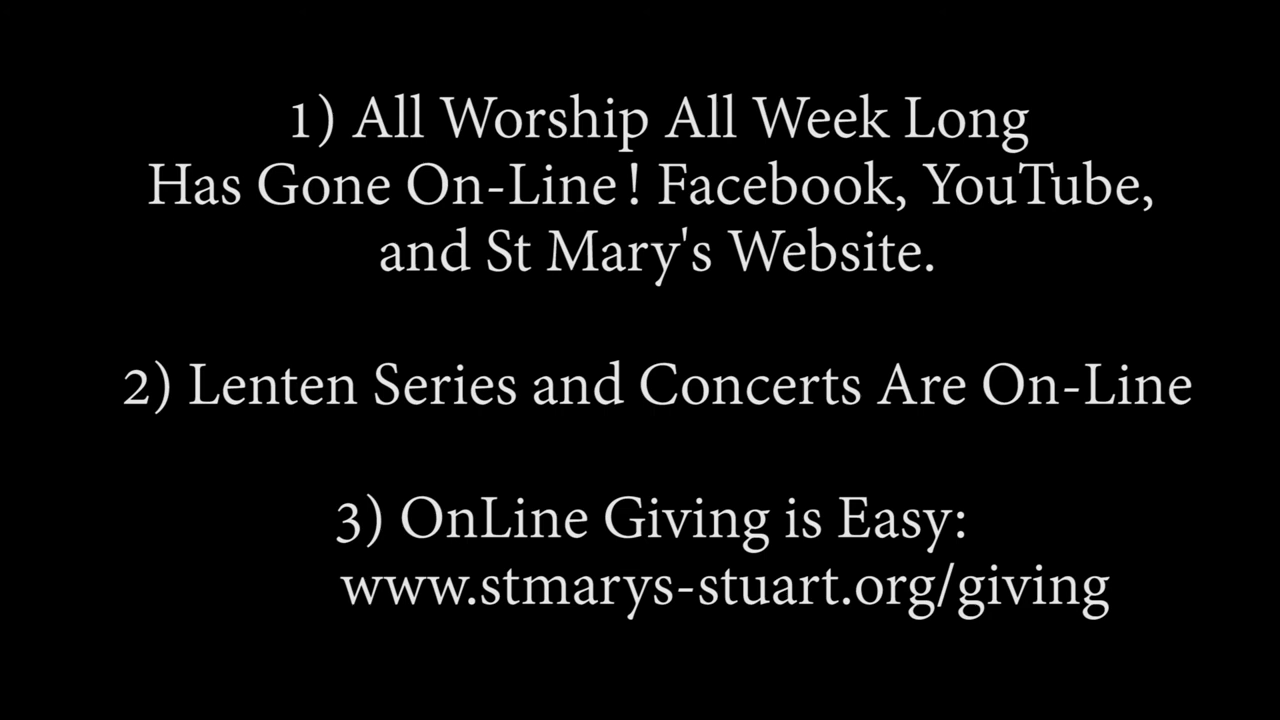 1) All Worship All Week Long
Has Gone On-Line! Facebook, YouTube,
and St Mary's Website.
2) Lenten Series and Concerts Are On-Line
3) OnLine Giving is Easy:
www.stmarys-stuart.org/giving